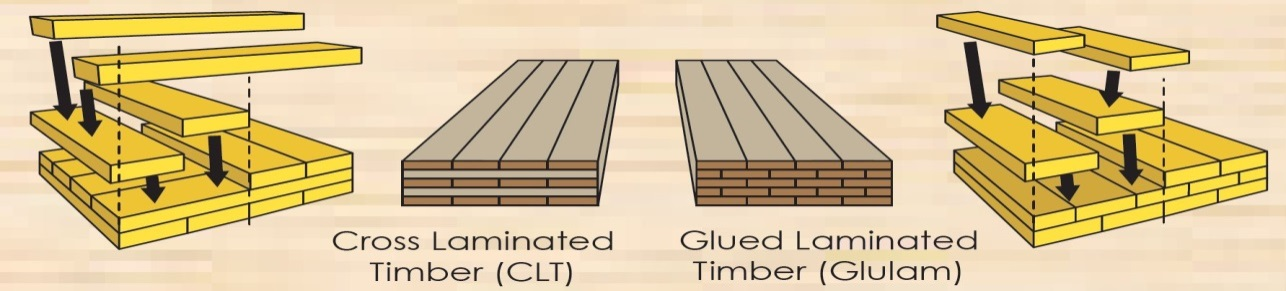 Cross Laminated
Timber (CLT)
Glued Laminated
Timber (Glulam)